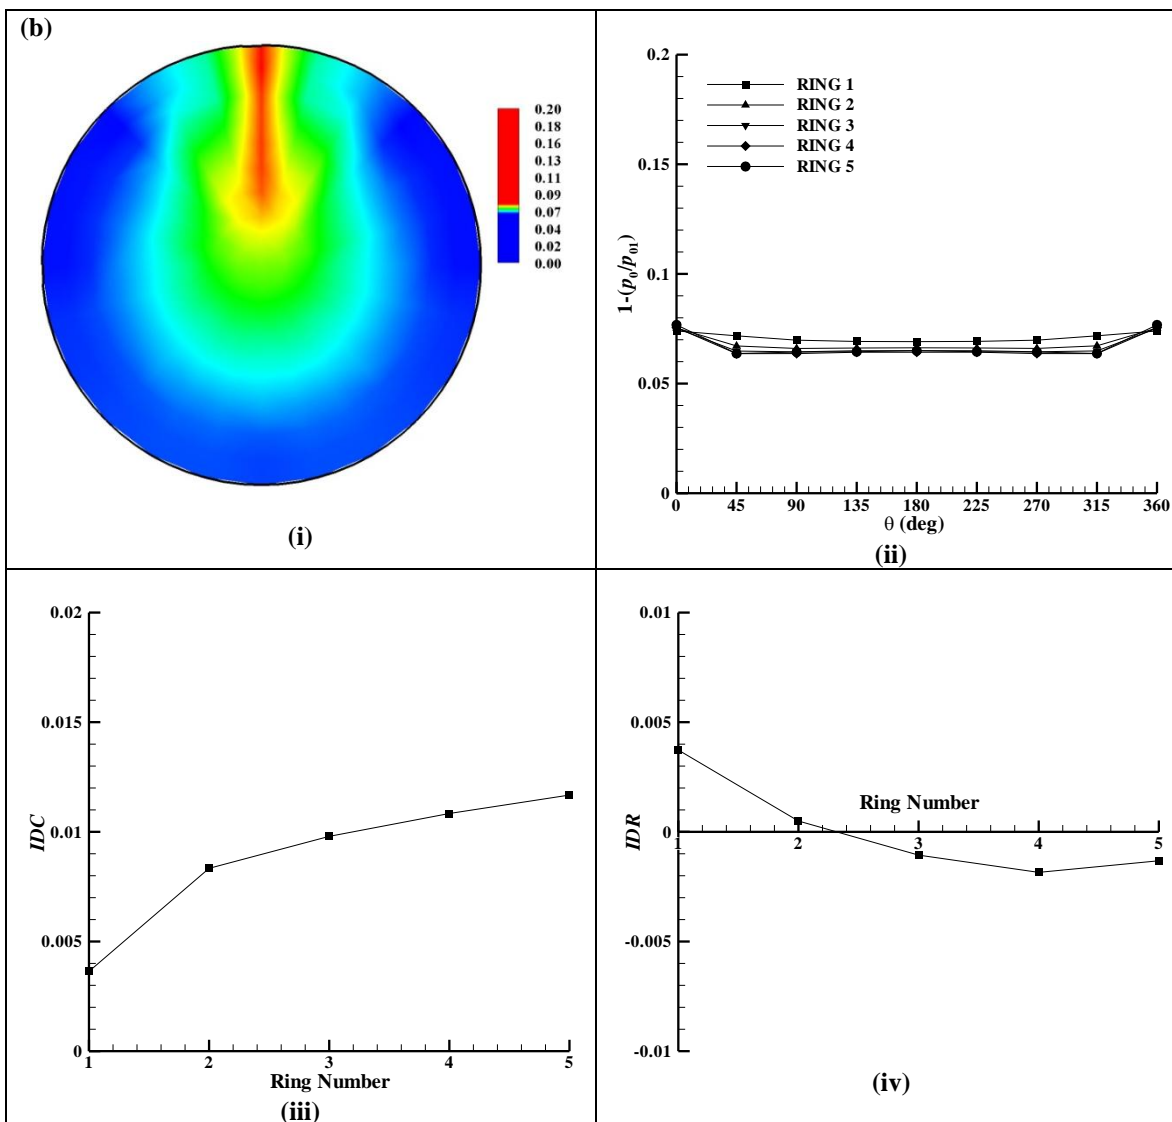 (b)
0.20
0.18
0.16
0.13
0.11
0.09
0.07
0.04
0.02
0.00
(i)
0.2
0.15
0.1
0.05
0
1-(p0/p01)
RING 1
RING 2
RING 3
RING 4
RING 5
0 45 90 135 180 225 270 315 360
θ (deg)
(ii)
0.02
0.015
0.01
0.005
0
IDC
1 2 3 4 5
Ring Number
(iii)
0.01
0.005
0
-0.005
-0.01
IDR
Ring Number
1 2 3 4 5
(iv)